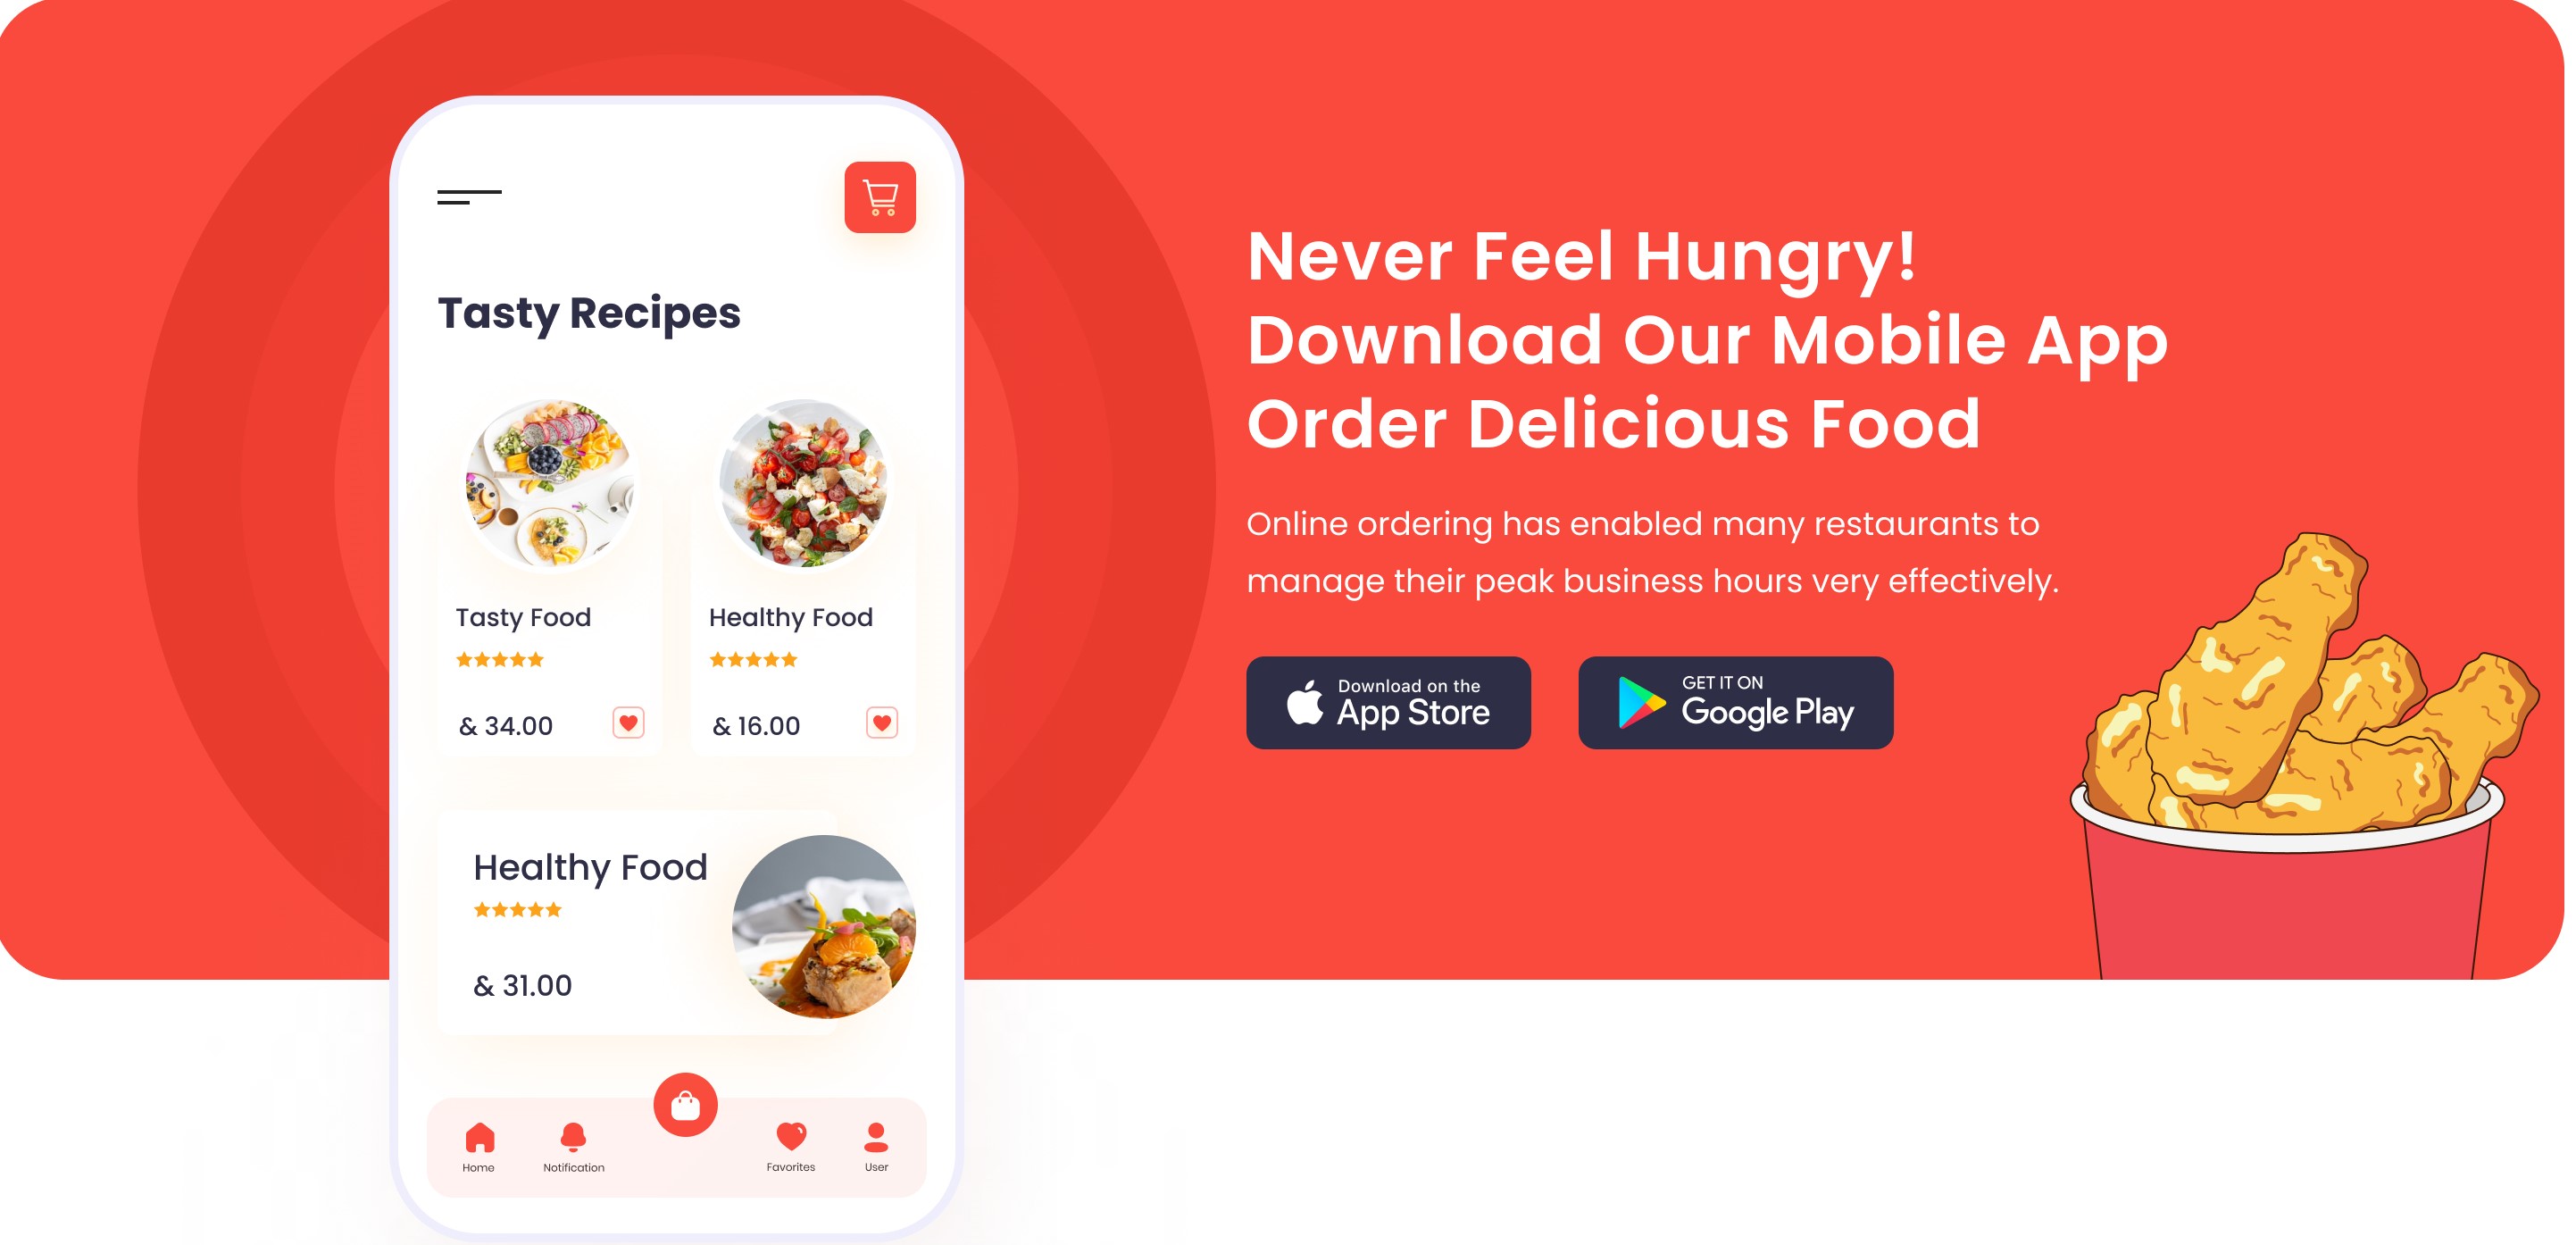 Tasty Recipes
Tasty Food
& 34.00
Healthy Food
& 16.00
Healthy Food
& 31.00
Home
Notification
Favorites
User
Never Feel Hungry!
Download Our Mobile App
Order Delicious Food
Online ordering has enabled many restaurants to
manage their peak business hours very effectively.
Download on the
App Store
GET IT ON
Google Play